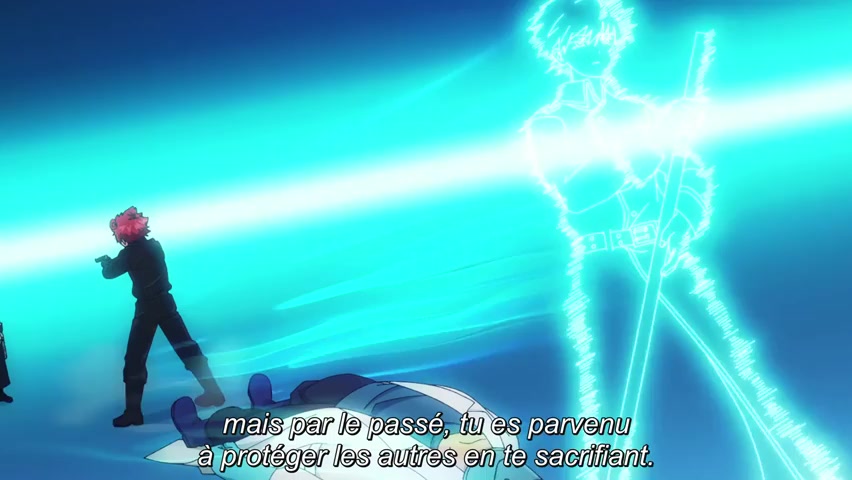 mais par le passé, tu es parvenu
à protéger les autres en te sacrifiant.